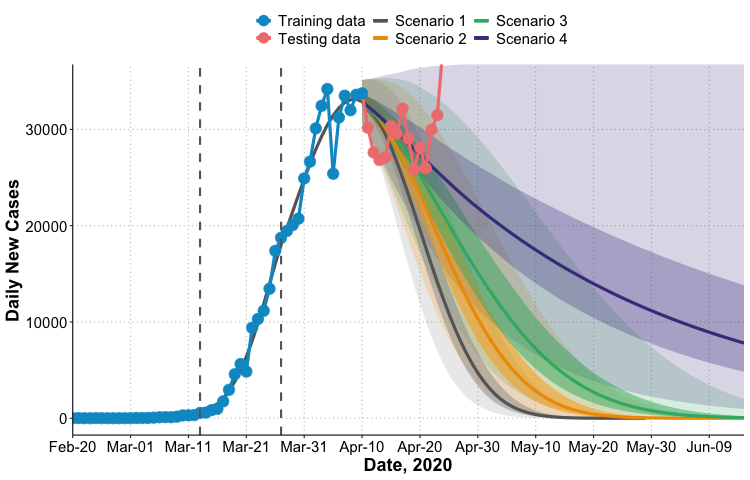 Training data Scenario 1 Scenario 3
Testing data Scenario 2 Scenario 4
Daily New Cases
30000
20000
10000
0
Feb-20 Mar-01 Mar-11 Mar-21 Mar-31 Apr-10 Apr-20 Apr-30 May-10 May-20 May-30 Jun-09
Date, 2020